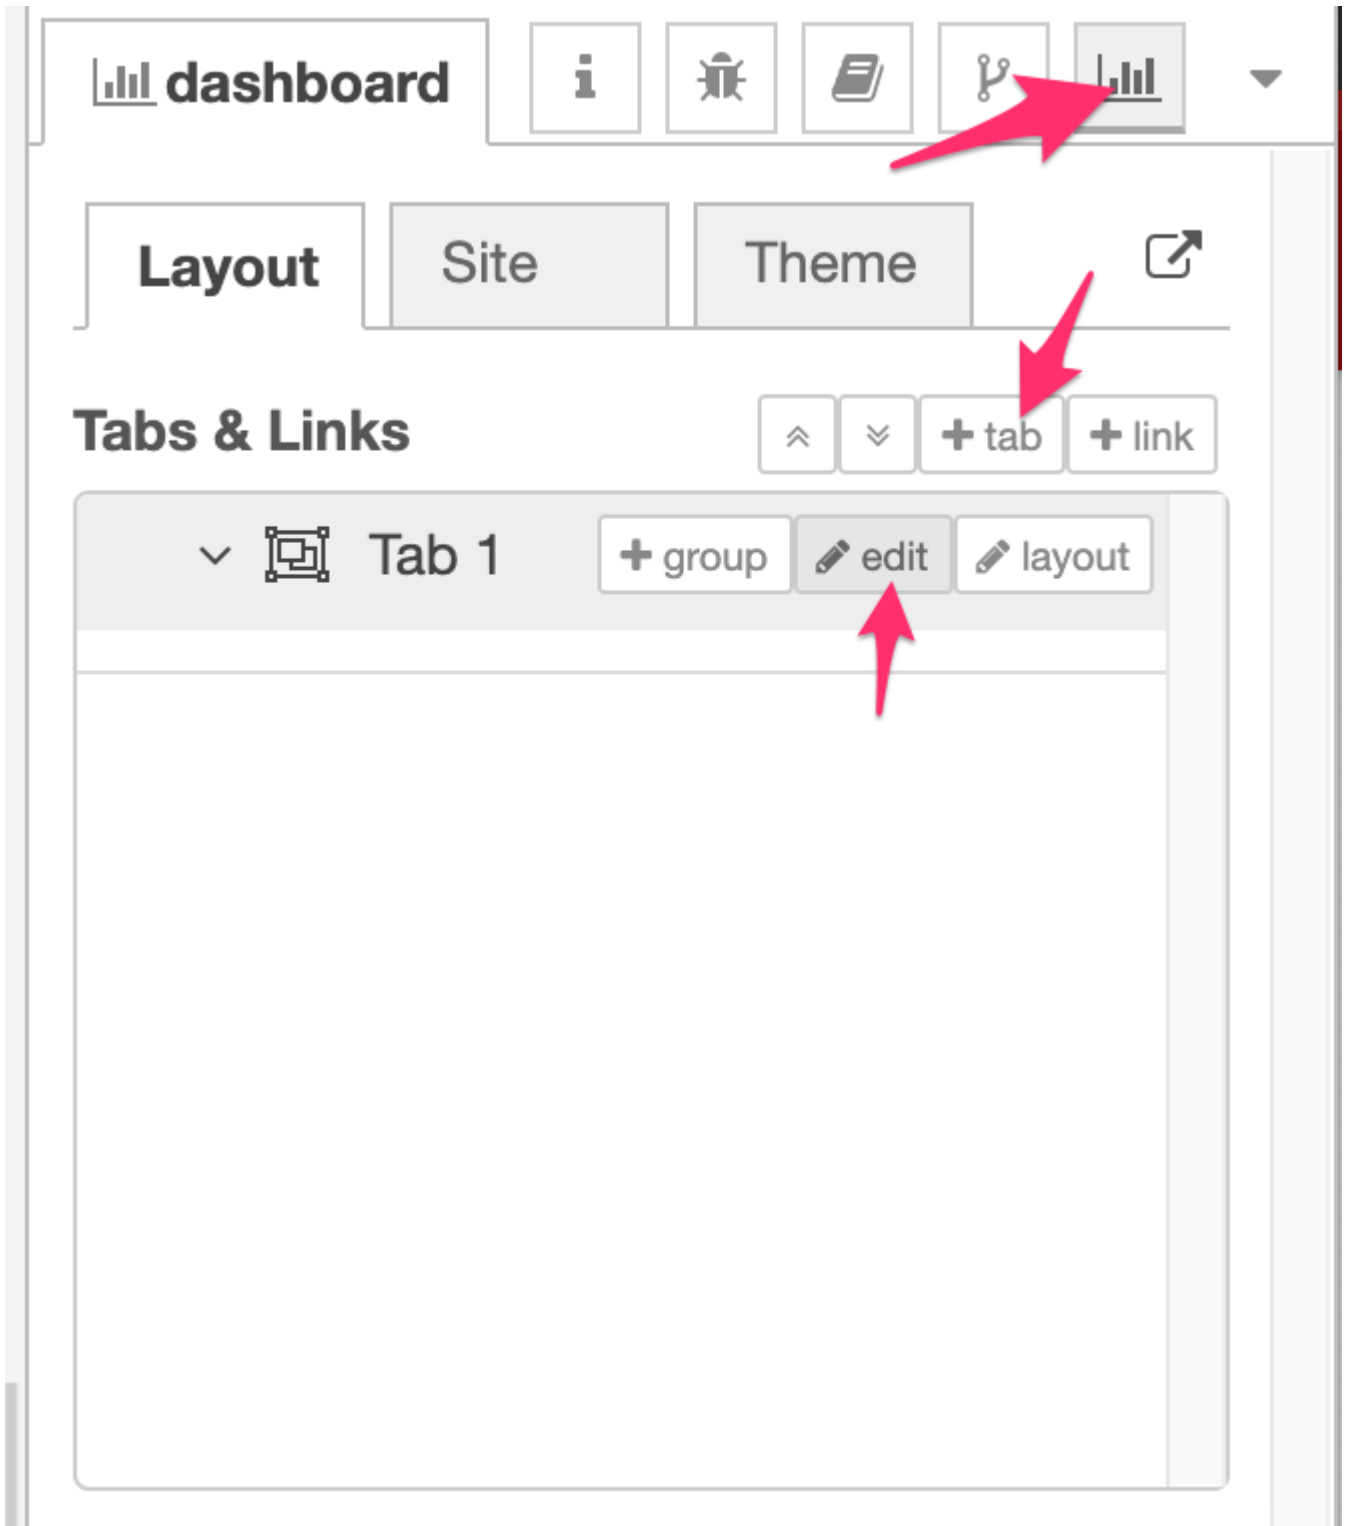 dashboard
Layout Site Theme
Tabs & Links + tab + link
Tab 1 + group edit layout